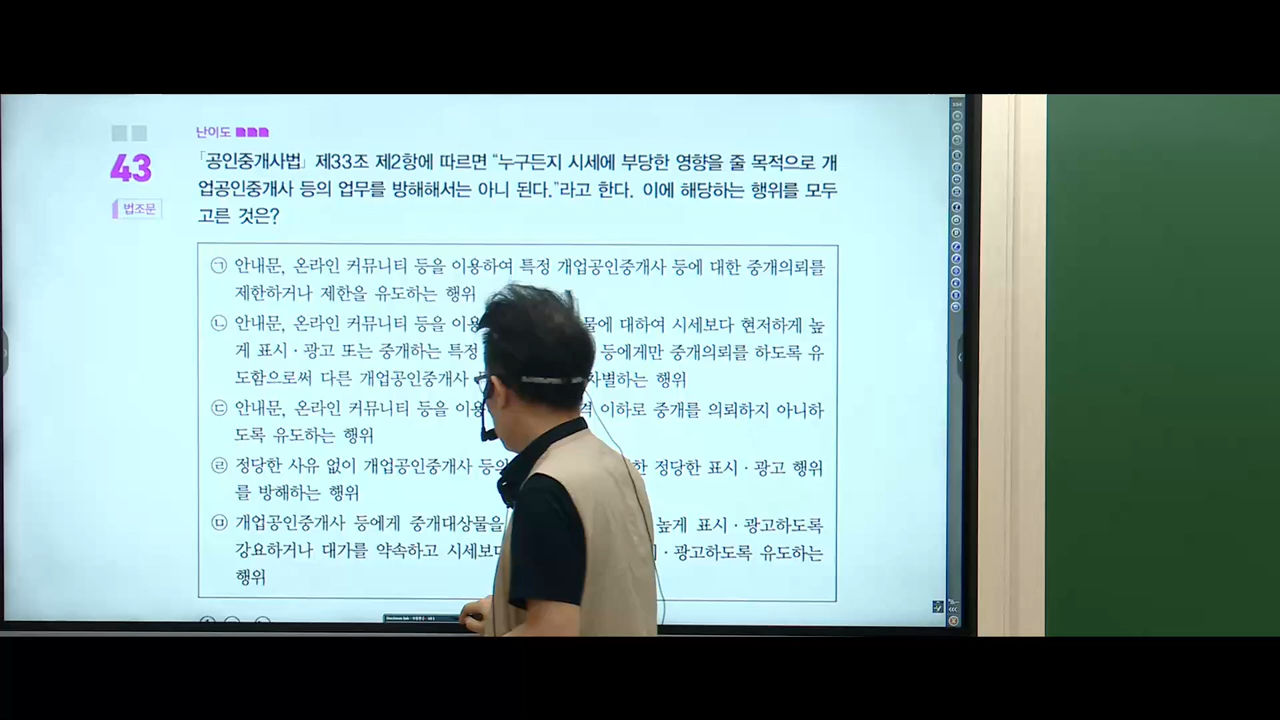 난이도
43
「공인중개사법」 제33조 제2항에 따르면 “누구든지 시세에 부당한 영향을 줄 목적으로 개
업공인중개사 등의 업무를 방해해서는 아니 된다.”라고 한다. 이에 해당하는 행위를 모두
법조문
고른 것은?
㉠ 안내문, 온라인 커뮤니티 등을 이용하여 특정 개업공인중개사 등에 대한 중개의뢰를
제한하거나 제한을 유도하는 행위
㉡ 안내문, 온라인 커뮤니티 등을 대하여 시세보다 현저하게 높
게 표시·광고 또는 중개하는 특정 등에게만 중개의뢰를 하도록 유
도함으로써 다른 개업공인중개사 차별하는 행위
㉢ 안내문, 온라인 커뮤니티 등을 이하로 중개를 의뢰하지 아니하
도록 유도하는 행위
㉣ 정당한 사유 없이 개업공인중개사 정당한 표시·광고 행위
를 방해하는 행위
㉤ 개업공인중개사 등에게 중개대상물을 높게 표시·광고하도록
강요하거나 대가를 약속하고 광고하도록 유도하는
행위